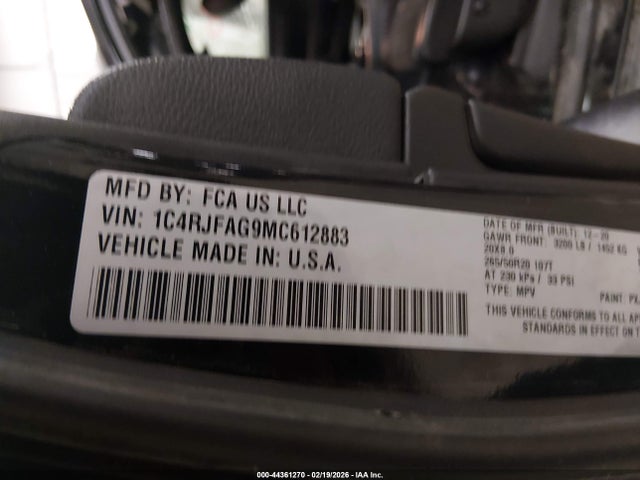 MFD BY: FCA US LLC
VIN: 1C4RJFAG9MC612883
VEHICLE MADE IN: U.S.A.
DATE OF MFR (BUILT): 12-20
GAWR FRONT: 3200 LB / 1452 KG
20X8.0
265/50R20 107T
AT 230 kPa / 33 PSI
TYPE: MPV
PAINT: PX
THIS VEHICLE CONFORMS TO ALL AP
STANDARDS IN EFFECT ON T
000-44361270 - 02/19/2026 - IAA Inc.